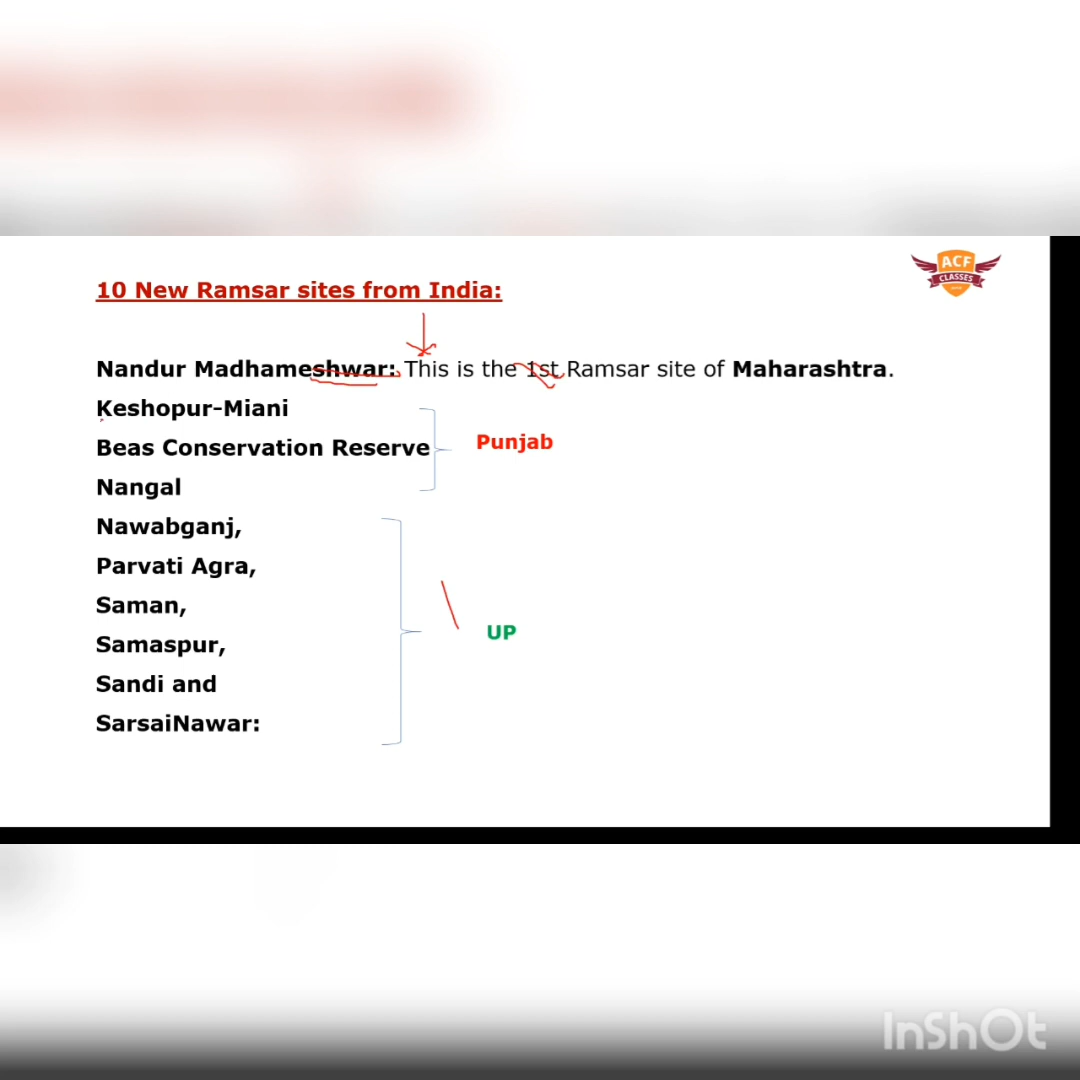 ACF
CLASSES
10 New Ramsar sites from India:
Nandur Madhameshwar: This is the 1st Ramsar site of Maharashtra.
Keshopur-Miani
Beas Conservation Reserve
Punjab
Nangal
Nawabganj,
Parvati Agra,
Saman,
UP
Samaspur,
Sandi and
SarsaiNawar:
InShOt